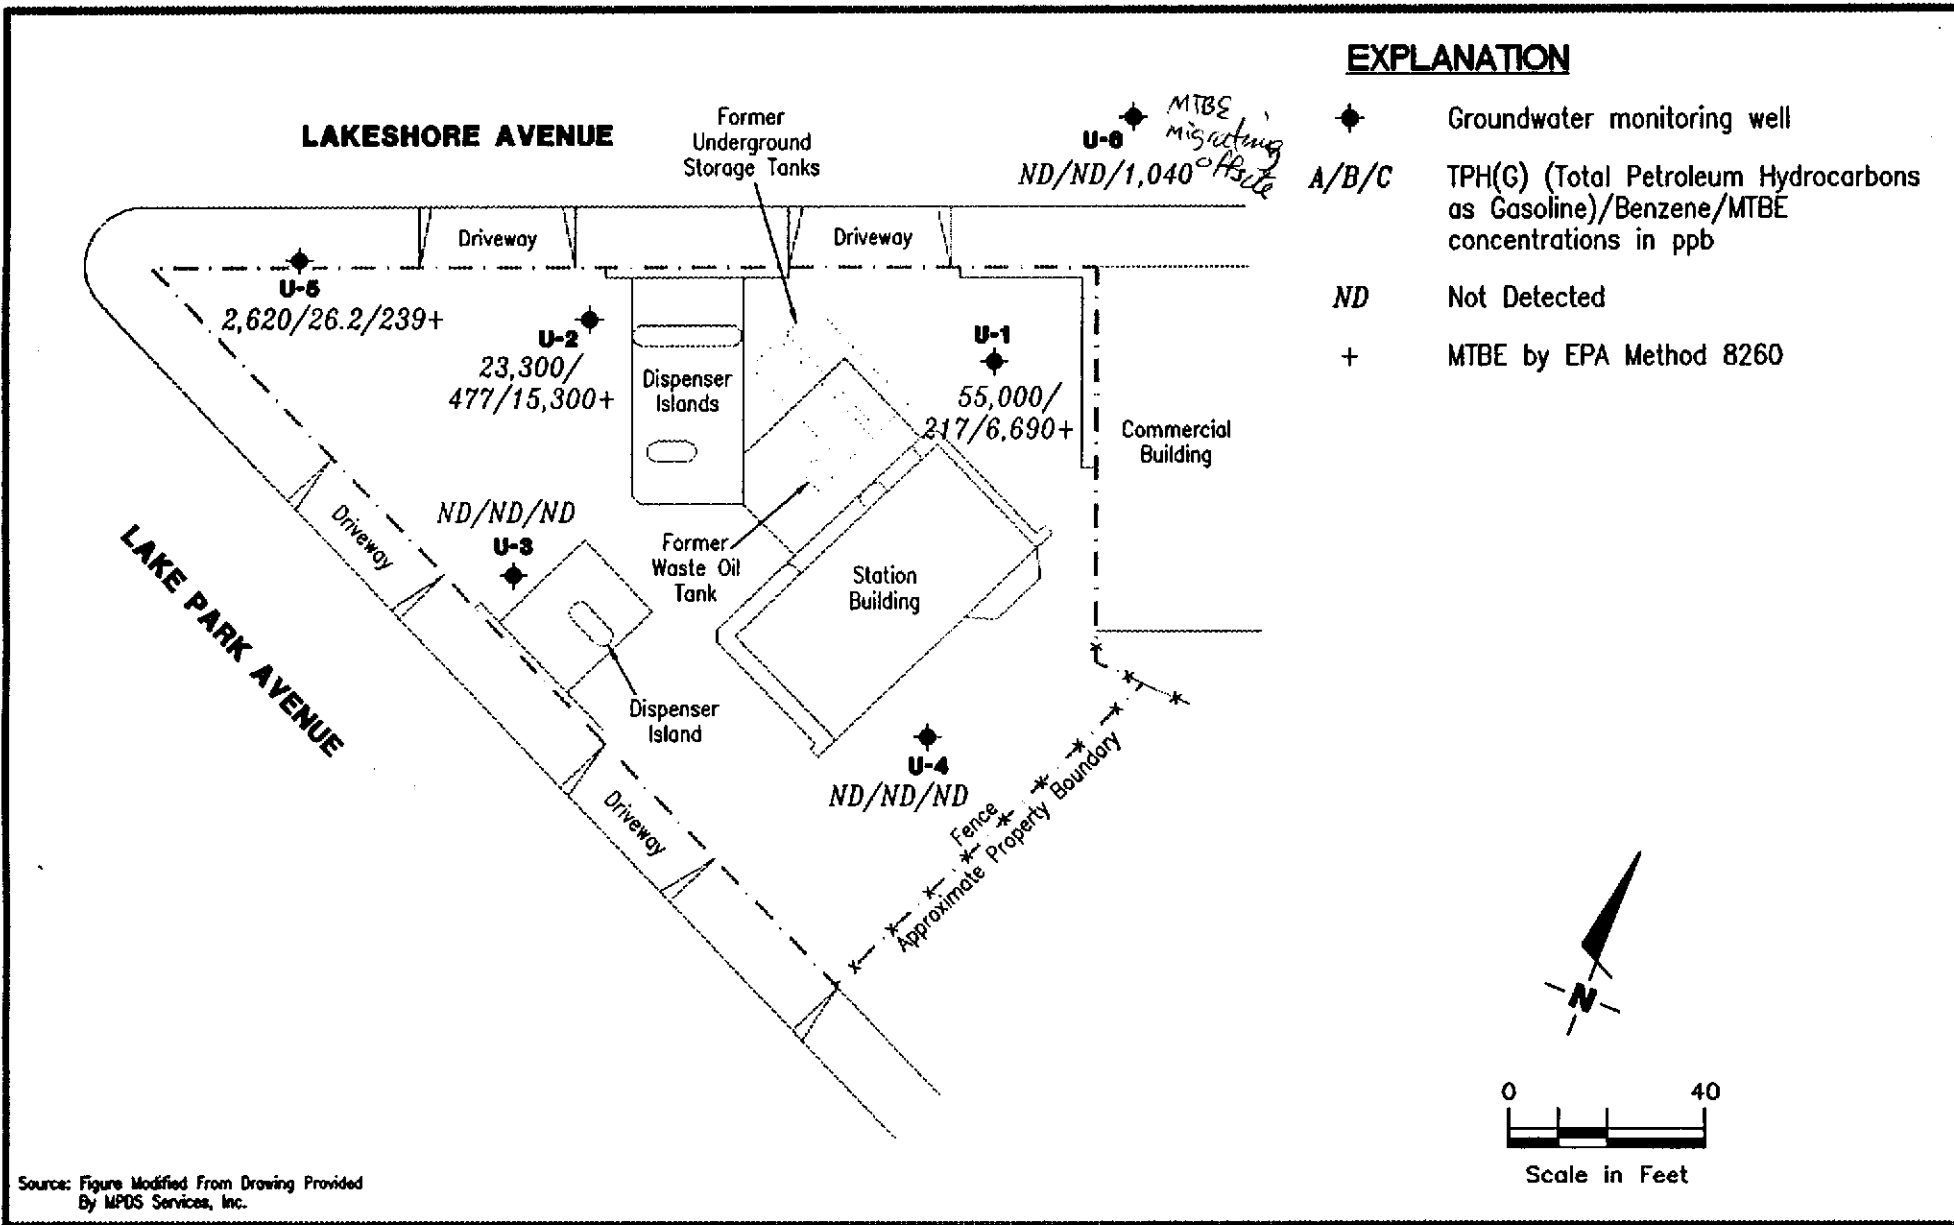 EXPLANATION
Groundwater monitoring well
A/B/C TPH(G) (Total Petroleum Hydrocarbons
as Gasoline)/Benzene/MTBE
concentrations in ppb
ND Not Detected
+ MTBE by EPA Method 8260
LAKESHORE AVENUE
Former
Underground
Storage Tanks
U-6
ND/ND/1,040
MTBE
migrating
offsite
Driveway
Driveway
U-5
2,620/26.2/239+
U-2
23,300/
477/15,300+
Dispenser
Islands
U-1
55,000/
217/6,690+
Commercial
Building
Driveway
ND/ND/ND
U-3
Former
Waste Oil
Tank
Station
Building
LAKE PARK AVENUE
Dispenser
Island
U-4
ND/ND/ND
Driveway
Fence
Approximate Property Boundary
N
0 40
Scale in Feet
Source: Figure Modified From Drawing Provided
By MPDS Services, Inc.